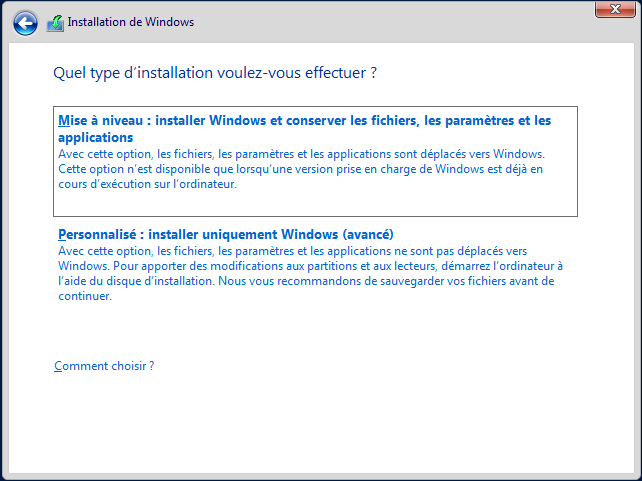 Installation de Windows
Quel type d’installation voulez-vous effectuer ?
Mise à niveau : installer Windows et conserver les fichiers, les paramètres et les
applications
Avec cette option, les fichiers, les paramètres et les applications sont déplacés vers Windows.
Cette option n’est disponible que lorsqu’une version prise en charge de Windows est déjà en
cours d’exécution sur l’ordinateur.
Personnalisé : installer uniquement Windows (avancé)
Avec cette option, les fichiers, les paramètres et les applications ne sont pas déplacés vers
Windows. Pour apporter des modifications aux partitions et aux lecteurs, démarrez l’ordinateur à
l’aide du disque d’installation. Nous vous recommandons de sauvegarder vos fichiers avant de
continuer.
Comment choisir ?